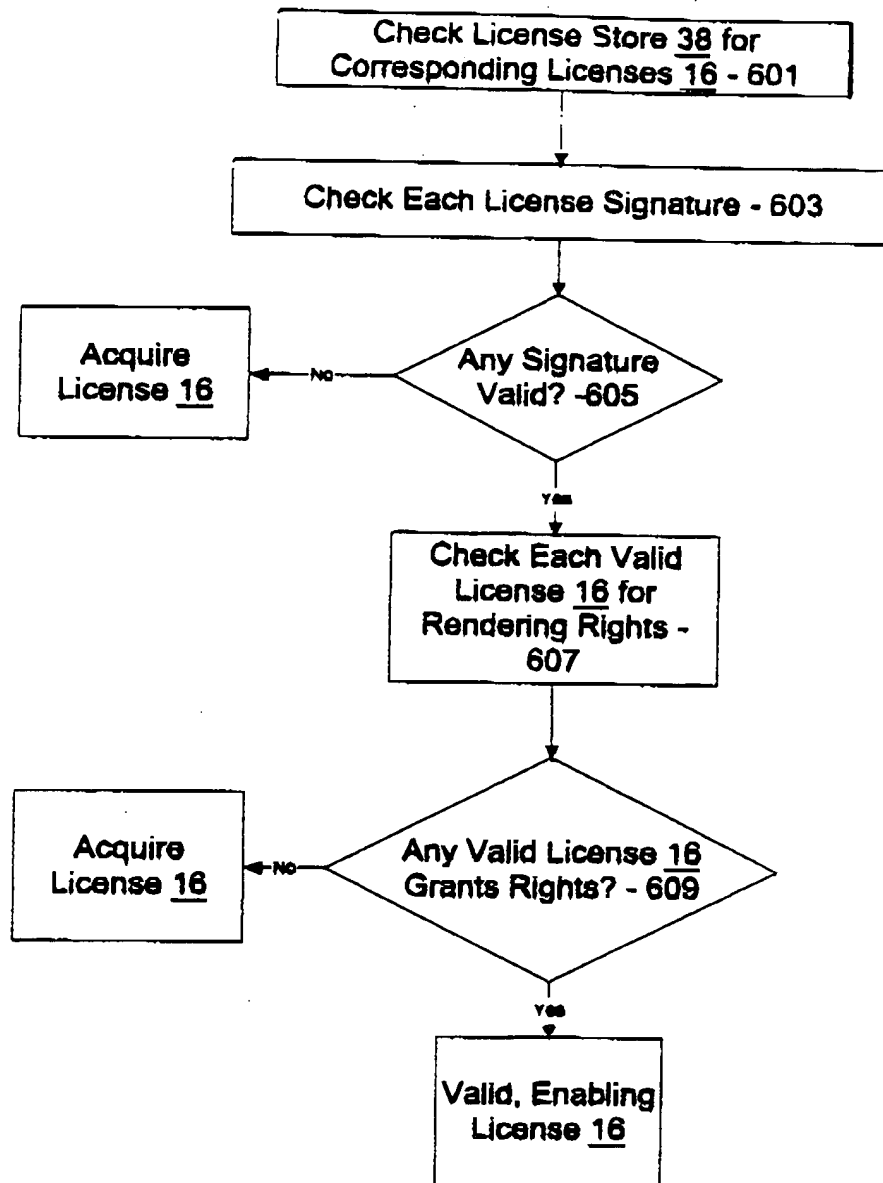 Check License Store 38 for
Corresponding Licenses 16 - 601
Check Each License Signature - 603
Any Signature
Valid? -605
No
Acquire
License 16
Yes
Check Each Valid
License 16 for
Rendering Rights -
607
Any Valid License 16
Grants Rights? - 609
No
Acquire
License 16
Yes
Valid, Enabling
License 16